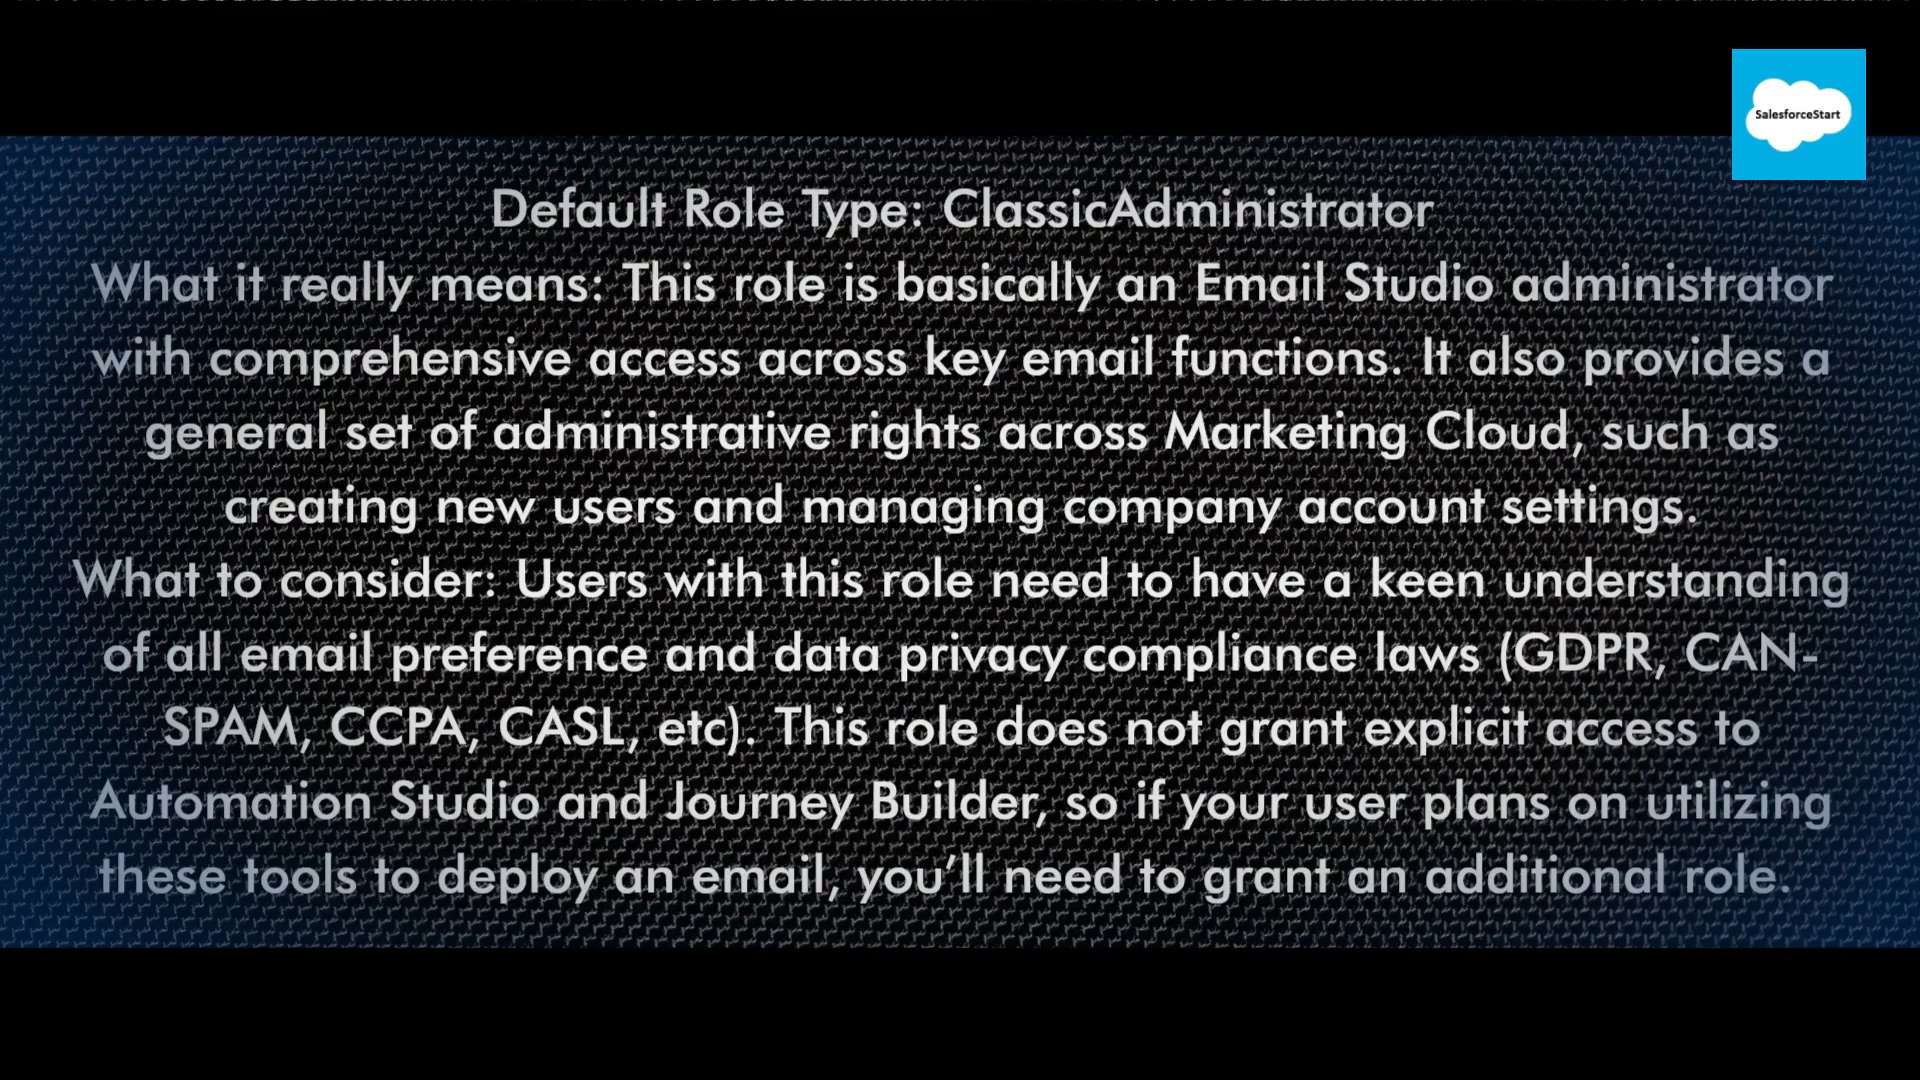 SalesforceStart
Default Role Type: ClassicAdministrator
What it really means: This role is basically an Email Studio administrator
with comprehensive access across key email functions. It also provides a
general set of administrative rights across Marketing Cloud, such as
creating new users and managing company account settings.
What to consider: Users with this role need to have a keen understanding
of all email preference and data privacy compliance laws (GDPR, CAN-
SPAM, CCPA, CASL, etc). This role does not grant explicit access to
Automation Studio and Journey Builder, so if your user plans on utilizing
these tools to deploy an email, you’ll need to grant an additional role.